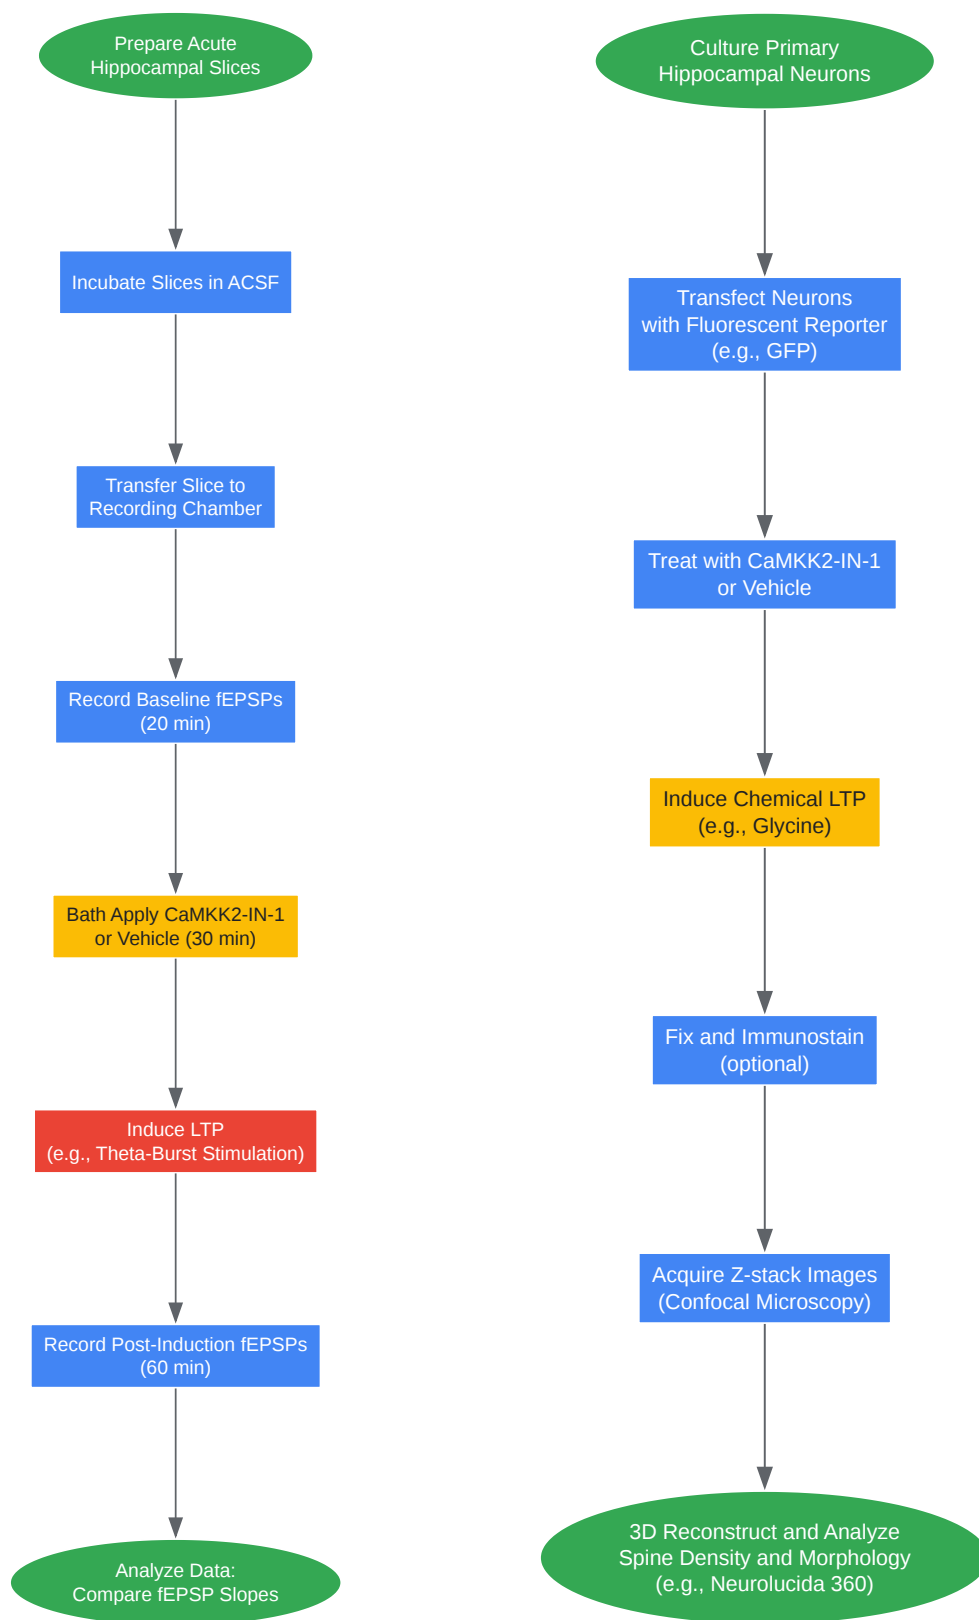 Prepare Acute
Hippocampal Slices
Incubate Slices in ACSF
Transfer Slice to
Recording Chamber
Record Baseline fEPSPs
(20 min)
Bath Apply CaMKK2-IN-1
or Vehicle (30 min)
Induce LTP
(e.g., Theta-Burst Stimulation)
Record Post-Induction fEPSPs
(60 min)
Analyze Data:
Compare fEPSP Slopes
Culture Primary
Hippocampal Neurons
Transfect Neurons
with Fluorescent Reporter
(e.g., GFP)
Treat with CaMKK2-IN-1
or Vehicle
Induce Chemical LTP
(e.g., Glycine)
Fix and Immunostain
(optional)
Acquire Z-stack Images
(Confocal Microscopy)
3D Reconstruct and Analyze
Spine Density and Morphology
(e.g., Neurolucida 360)